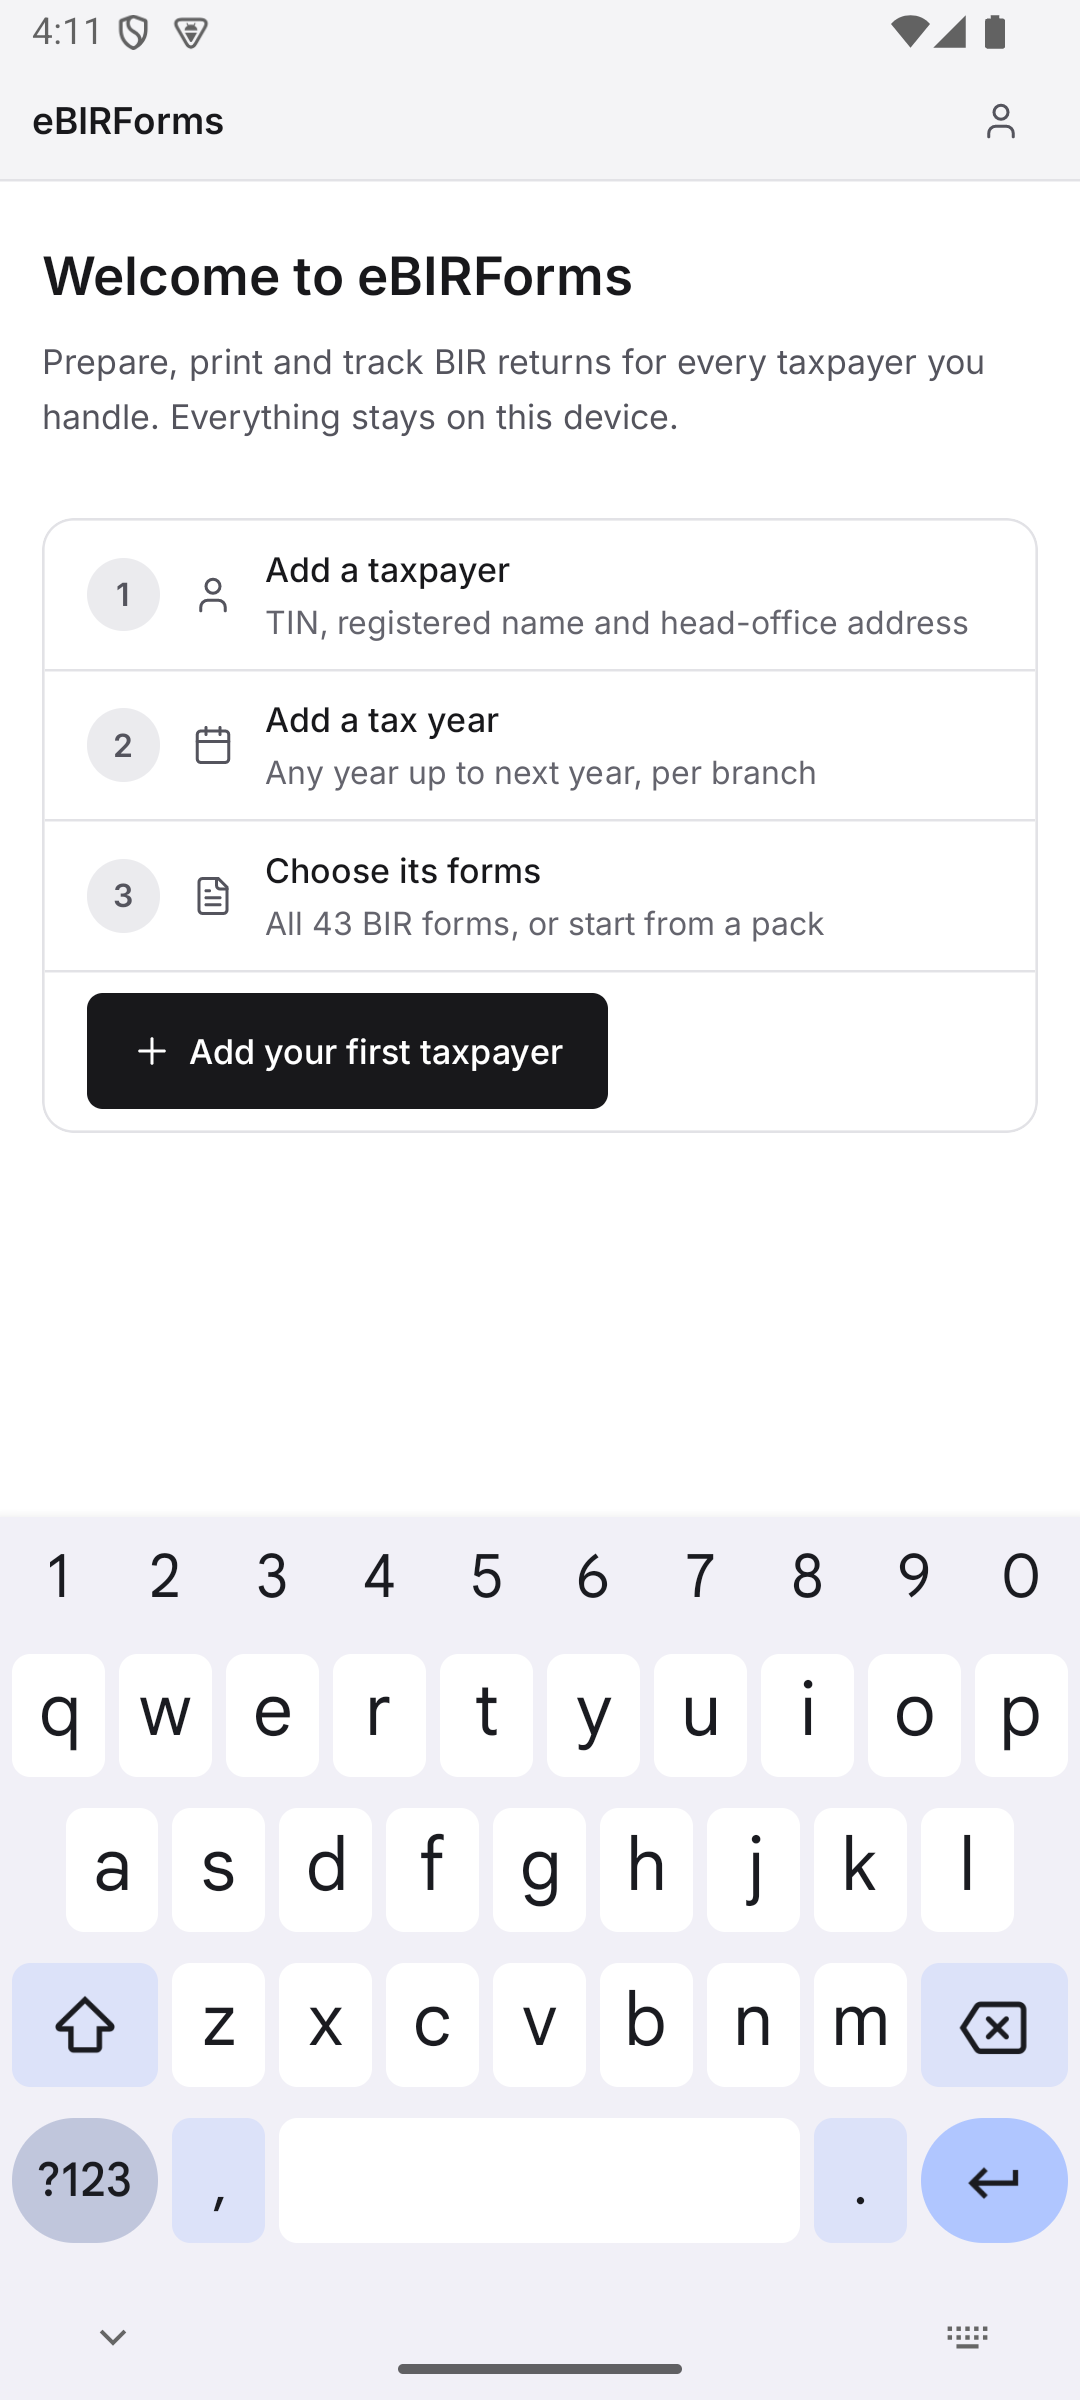 4:11
eBIRForms
Welcome to eBIRForms
Prepare, print and track BIR returns for every taxpayer you
handle. Everything stays on this device.
1
Add a taxpayer
TIN, registered name and head-office address
2
Add a tax year
Any year up to next year, per branch
3
Choose its forms
All 43 BIR forms, or start from a pack
Add your first taxpayer
1 2 3 4 5 6 7 8 9 0
q w e r t y u i o p
a s d f g h j k l
z x c v b n m
?123 , .